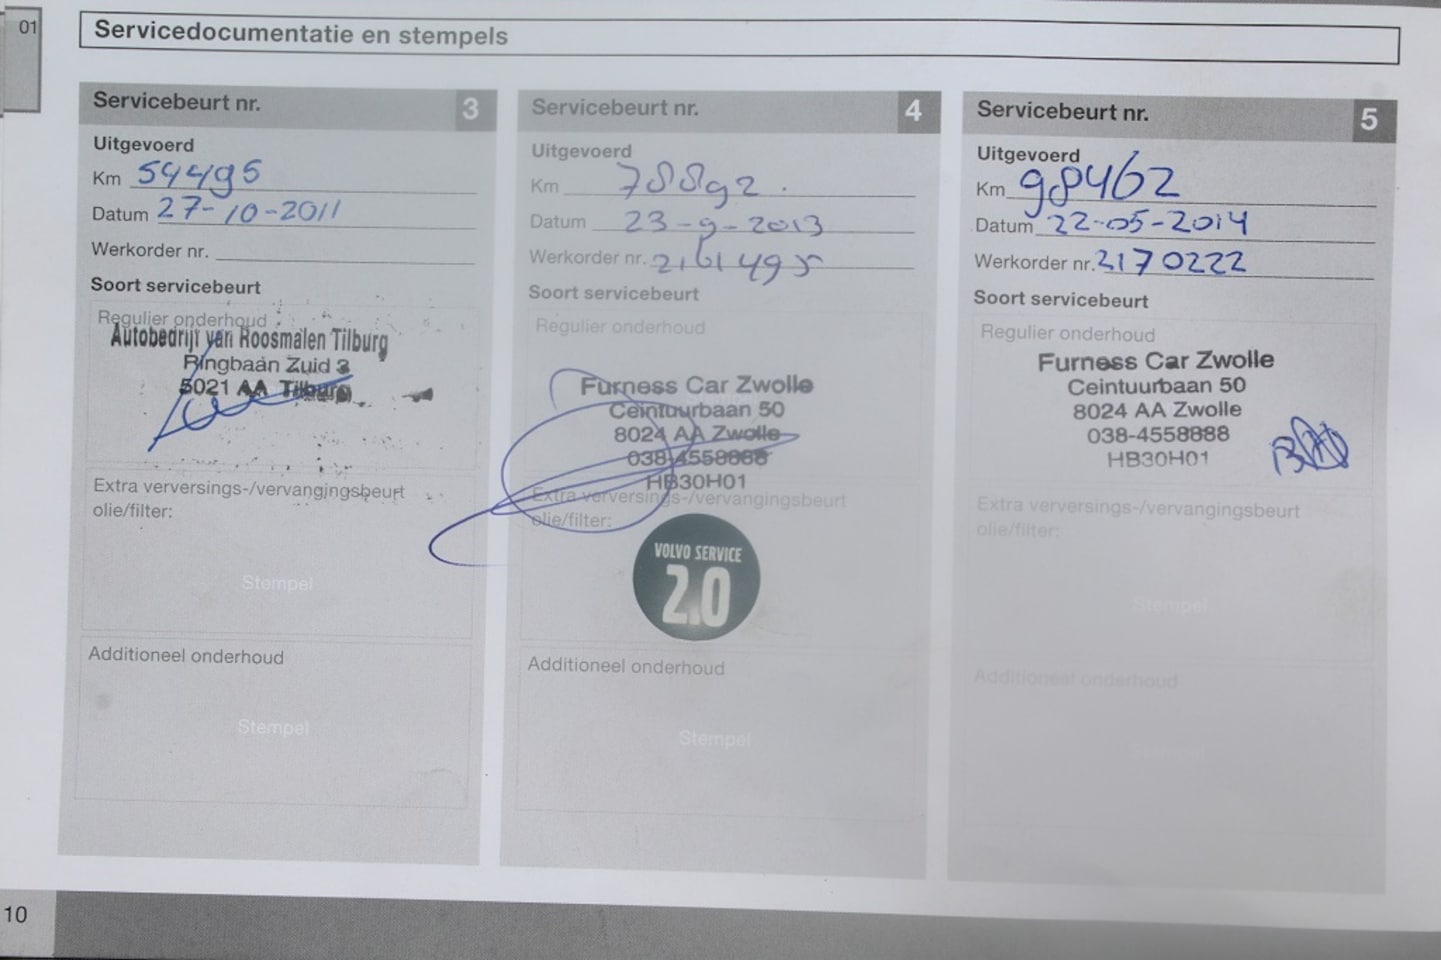 01
Servicedocumentatie en stempels
Servicebeurt nr. 3
Uitgevoerd
Km 54495
Datum 27-10-2011
Werkorder nr.
Soort servicebeurt
Regulier onderhoud
Autobedrijf van Roosmalen Tilburg
Ringbaan Zuid 3
5021 AA Tilburg
Extra verversings-/vervangingsbeurt
olie/filter:
Stempel
Additioneel onderhoud
Stempel
Servicebeurt nr. 4
Uitgevoerd
Km 78892
Datum 23-9-2013
Werkorder nr. 2161495
Soort servicebeurt
Regulier onderhoud
Furness Car Zwolle
Ceintuurbaan 50
8024 AA Zwolle
038-4558888
HB30H01
Extra verversings-/vervangingsbeurt
olie/filter:
VOLVO SERVICE
2.0
Additioneel onderhoud
Stempel
Servicebeurt nr. 5
Uitgevoerd
Km 98462
Datum 22-05-2014
Werkorder nr. 2170222
Soort servicebeurt
Regulier onderhoud
Furness Car Zwolle
Ceintuurbaan 50
8024 AA Zwolle
038-4558888
HB30H01
Extra verversings-/vervangingsbeurt
olie/filter:
Stempel
Additioneel onderhoud
Stempel
10